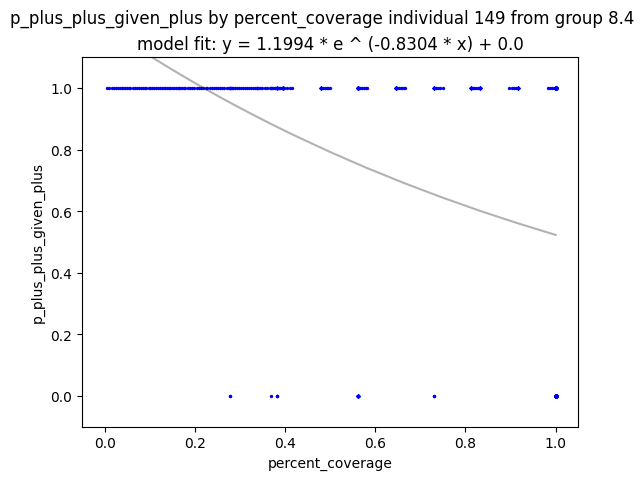 p_plus_plus_given_plus by percent_coverage individual 149 from group 8.4
model fit: y = 1.1994 * e ^ (-0.8304 * x) + 0.0
1.0
0.8
0.6
0.4
0.2
0.0
p_plus_plus_given_plus
0.0 0.2 0.4 0.6 0.8 1.0
percent_coverage